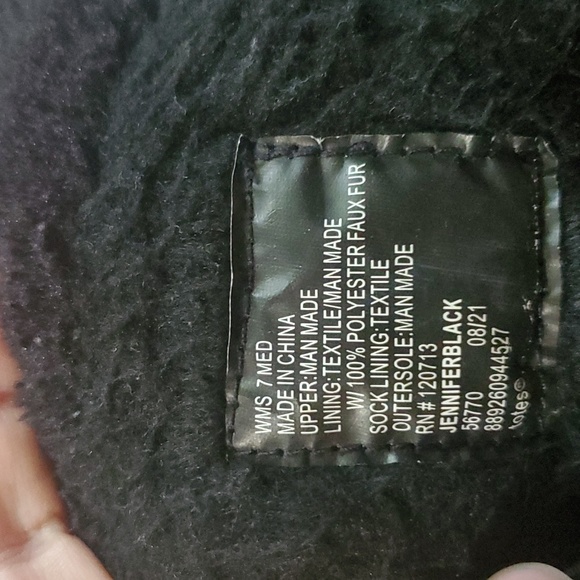 WMS 7 MED
MADE IN CHINA
UPPER:MAN MADE
LINING:TEXTILE/MAN MADE
W/ 100% POLYESTER FAUX FUR
SOCK LINING:TEXTILE
OUTERSOLE:MAN MADE
RN# 120713
JENNIFERBLACK
56770 08/21
889260944527
totes®